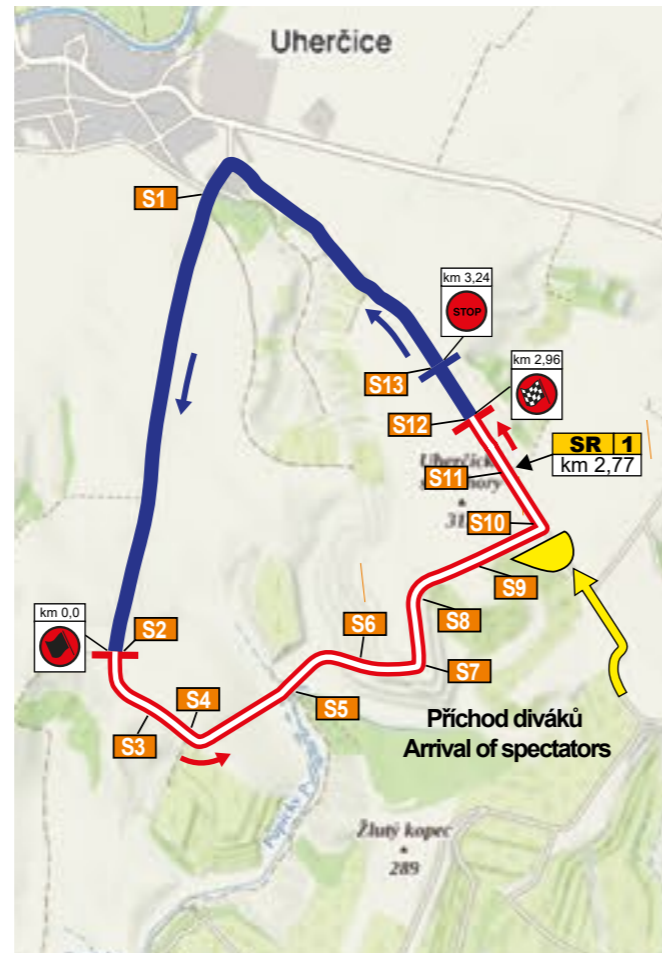 Uherčice
S1
km 3,24
STOP
S13
km 2,96
S12
SR 1
km 2,77
S11
S10
S9
km 0,0
S2
S8
S6
S7
S4
S5
S3
Příchod diváků
Arrival of spectators
Žlutý kopec
289